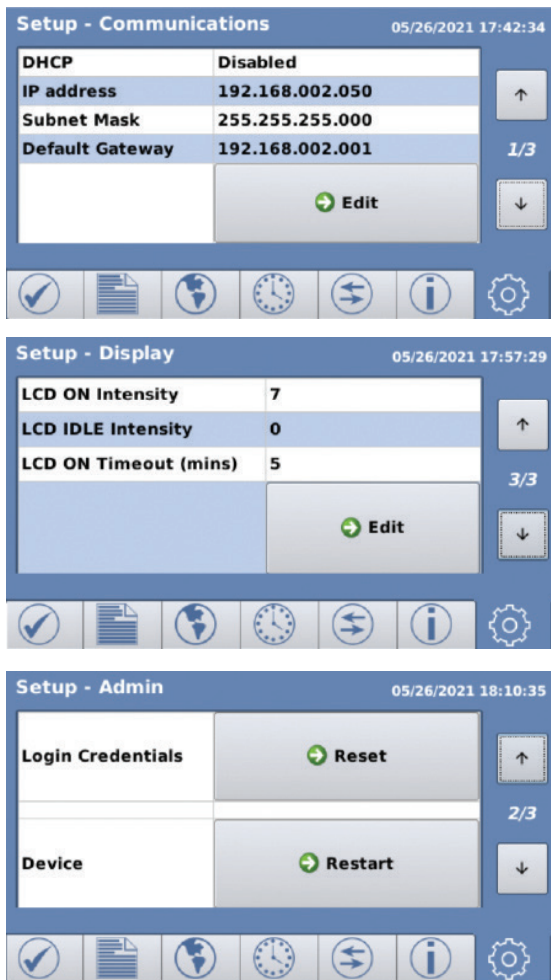 Setup - Communications 05/26/2021 17:42:34
DHCP Disabled
IP address 192.168.002.050
Subnet Mask 255.255.255.000
Default Gateway 192.168.002.001
1/3
Edit
Setup - Display 05/26/2021 17:57:29
LCD ON Intensity 7
LCD IDLE Intensity 0
LCD ON Timeout (mins) 5
3/3
Edit
Setup - Admin 05/26/2021 18:10:35
Login Credentials Reset
2/3
Device Restart